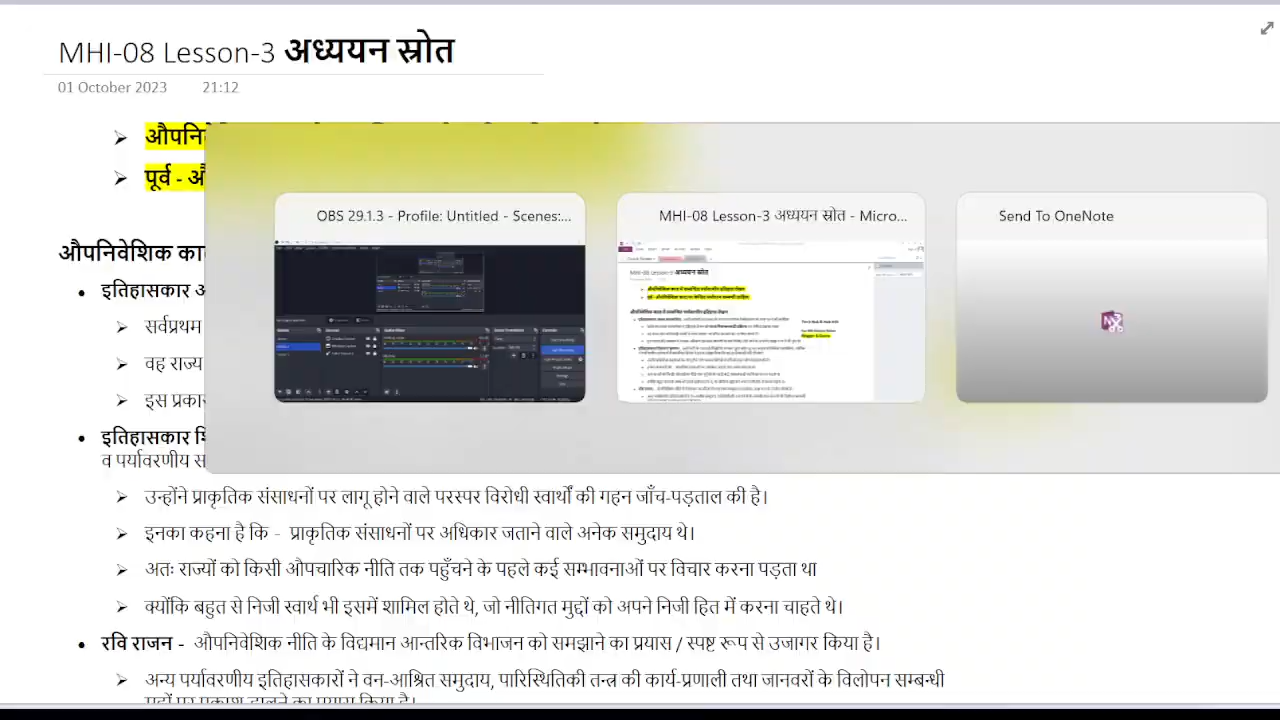 MHI-08 Lesson-3 अध्ययन स्रोत
01 October 2023 21:12
➢ औपनि
➢ पूर्व - औ
OBS 29.1.3 - Profile: Untitled - Scenes:...
MHI-08 Lesson-3 अध्ययन स्रोत - Micro...
Send To OneNote
औपनिवेशिक का
• इतिहासकार अ
➢ सर्वप्रथम
➢ वह राज्य
➢ इस प्रका
• इतिहासकार
व पर्यावरणीय स
➢ उन्होंने प्राकृतिक संसाधनों पर लागू होने वाले परस्पर विरोधी स्वार्थों की गहन जाँच-पड़ताल की है।
➢ इनका कहना है कि - प्राकृतिक संसाधनों पर अधिकार जताने वाले अनेक समुदाय थे।
➢ अतः राज्यों को किसी औपचारिक नीति तक पहुँचने के पहले कई सम्भावनाओं पर विचार करना पड़ता था
➢ क्योंकि बहुत से निजी स्वार्थ भी इसमें शामिल होते थे, जो नीतिगत मुद्दों को अपने निजी हित में करना चाहते थे।
• रवि राजन - औपनिवेशिक नीति के विद्यमान आन्तरिक विभाजन को समझाने का प्रयास / स्पष्ट रूप से उजागर किया है।
➢ अन्य पर्यावरणीय इतिहासकारों ने वन-आश्रित समुदाय, पारिस्थितिकी तन्त्र की कार्य-प्रणाली तथा जानवरों के विलोपन सम्बन्धी